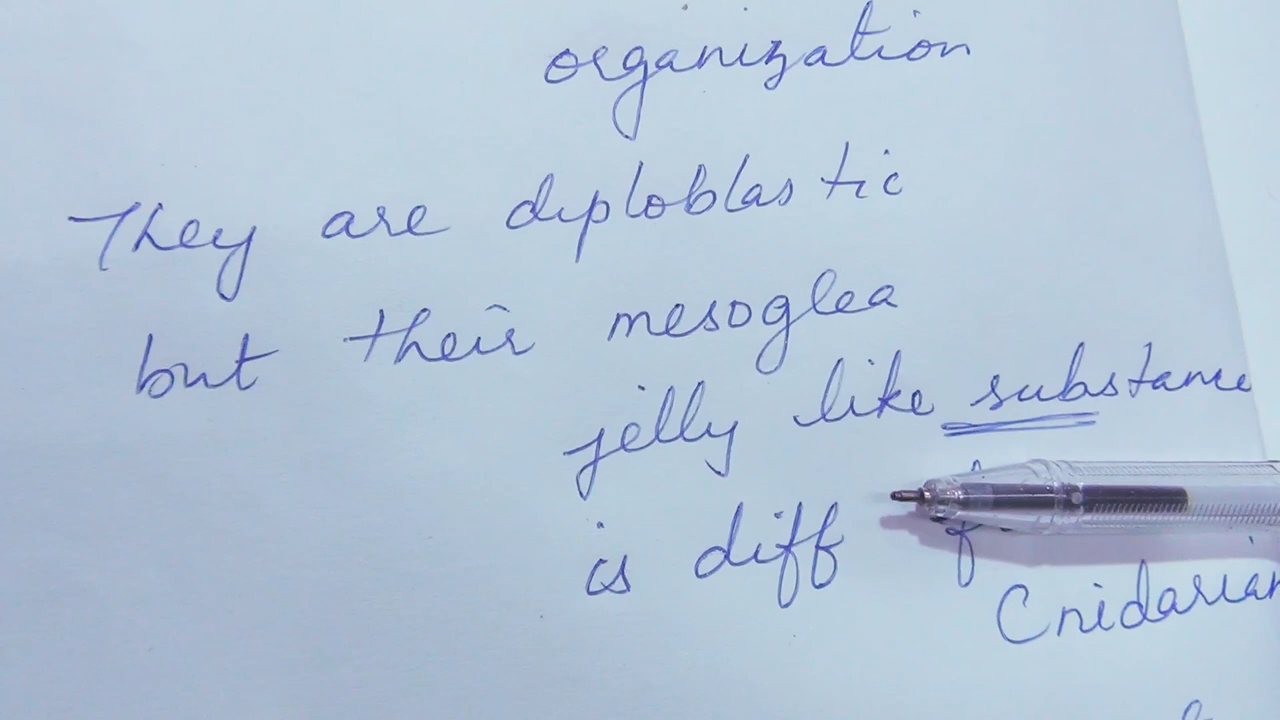 organization
They are diploblastic
but their mesoglea
jelly like substance
is diff
Cnidarian